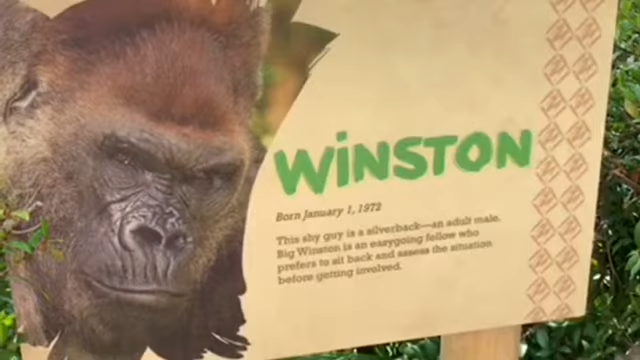 WiNSTON
Born January 1, 1972
This shy guy is a silverback—an adult male.
Big Winston is an easygoing fellow who
prefers to sit back and assess the situation
before getting involved.